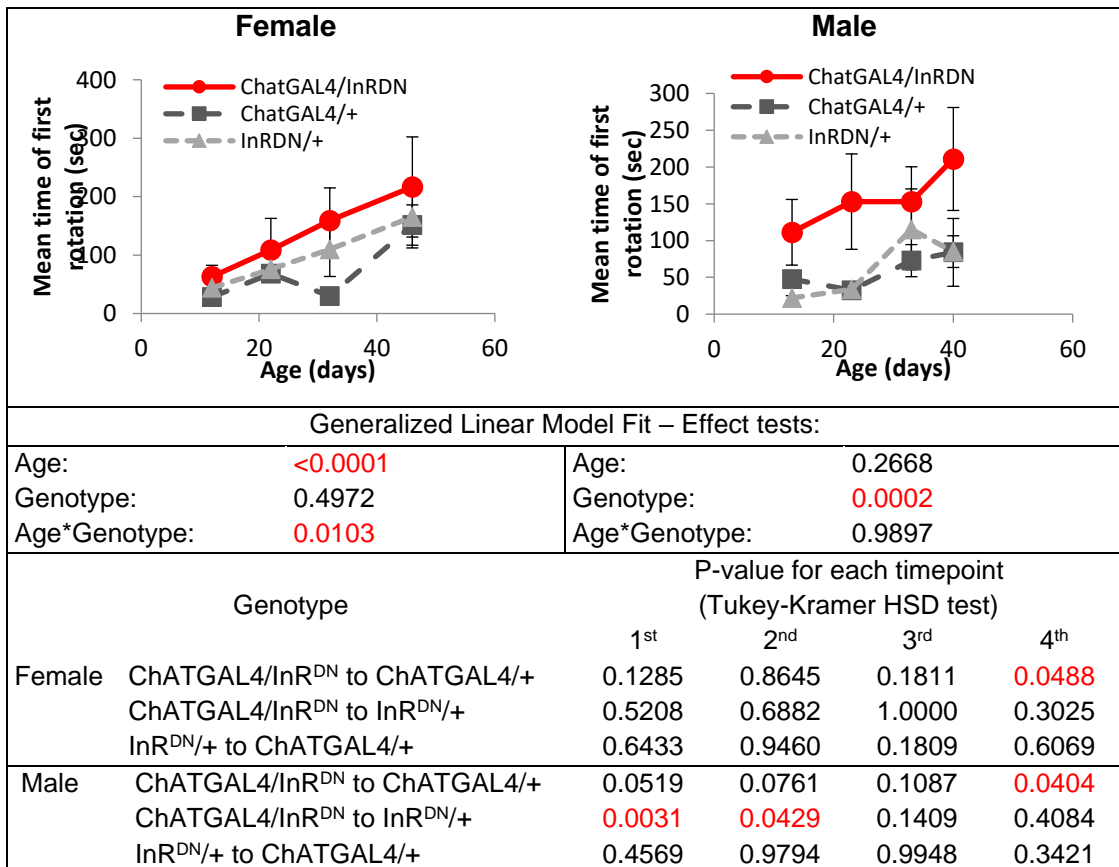 Female
Mean time of first
rotation (sec)
400
300
200
100
0
0 20 40 60
Age (days)
ChatGAL4/InRDN
ChatGAL4/+
InRDN/+
Male
Mean time of first
rotation (sec)
300
250
200
150
100
50
0
0 20 40 60
Age (days)
ChatGAL4/InRDN
ChatGAL4/+
InRDN/+
Generalized Linear Model Fit – Effect tests:
Age: <0.0001 Age: 0.2668
Genotype: 0.4972 Genotype: 0.0002
Age*Genotype: 0.0103 Age*Genotype: 0.9897
P-value for each timepoint
Genotype (Tukey-Kramer HSD test)
1st 2nd 3rd 4th
Female ChATGAL4/InRDN to ChATGAL4/+ 0.1285 0.8645 0.1811 0.0488
ChATGAL4/InRDN to InRDN/+ 0.5208 0.6882 1.0000 0.3025
InRDN/+ to ChATGAL4/+ 0.6433 0.9460 0.1809 0.6069
Male ChATGAL4/InRDN to ChATGAL4/+ 0.0519 0.0761 0.1087 0.0404
ChATGAL4/InRDN to InRDN/+ 0.0031 0.0429 0.1409 0.4084
InRDN/+ to ChATGAL4/+ 0.4569 0.9794 0.9948 0.3421